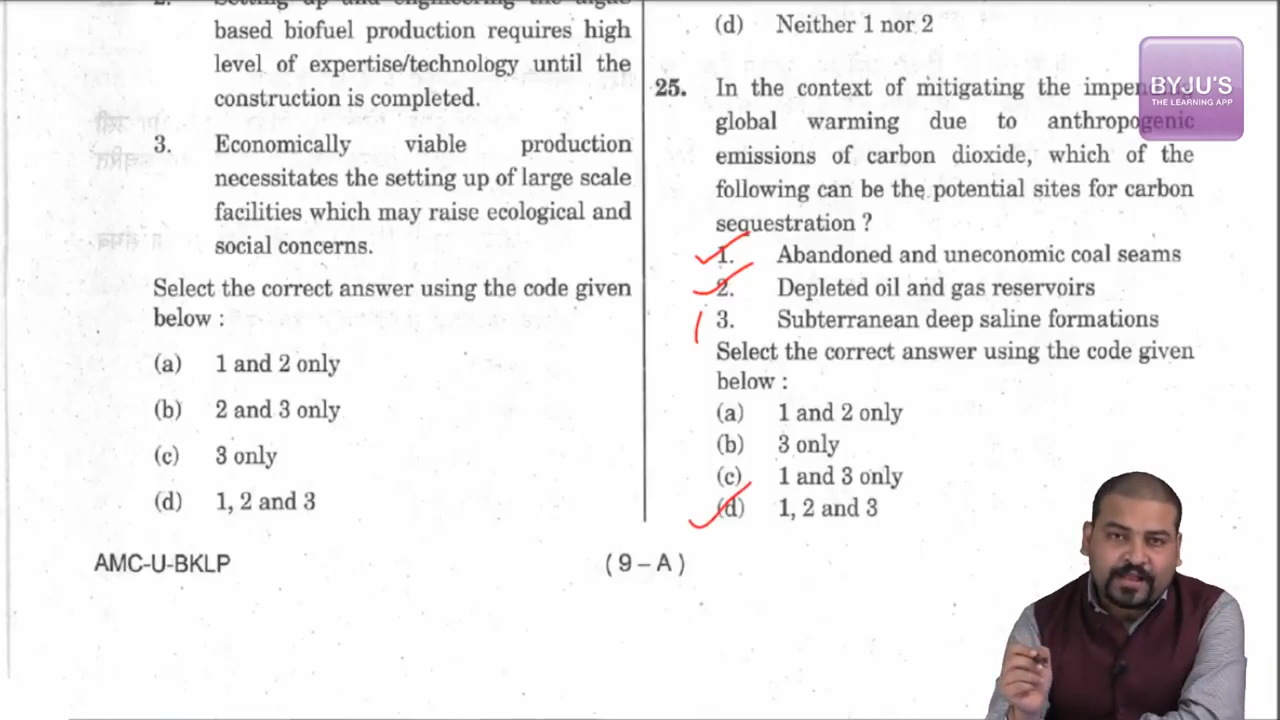 2. Setting up and engineering the algae
based biofuel production requires high
level of expertise/technology until the
construction is completed.
3. Economically viable production
necessitates the setting up of large scale
facilities which may raise ecological and
social concerns.
Select the correct answer using the code given
below :
(a) 1 and 2 only
(b) 2 and 3 only
(c) 3 only
(d) 1, 2 and 3
AMC-U-BKLP
( 9 – A )
(d) Neither 1 nor 2
25. In the context of mitigating the
global warming due to anthropogenic
emissions of carbon dioxide, which of the
following can be the potential sites for carbon
sequestration ?
1. Abandoned and uneconomic coal seams
2. Depleted oil and gas reservoirs
3. Subterranean deep saline formations
Select the correct answer using the code given
below :
(a) 1 and 2 only
(b) 3 only
(c) 1 and 3 only
(d) 1, 2 and 3
BYJU'S
THE LEARNING APP